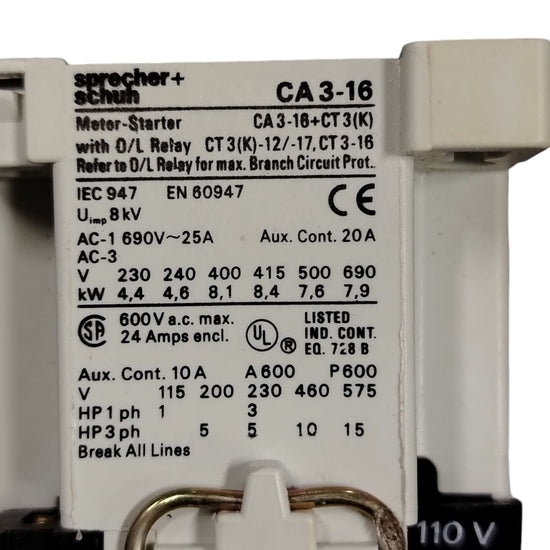 sprecher+
schuh CA 3-16
Motor-Starter CA 3-16+CT 3(K)
with O/L Relay CT 3(K)-12/-17, CT 3-16
Refer to O/L Relay for max. Branch Circuit Prot.
IEC 947 EN 60947 CE
Uimp 8 kV
AC-1 690V~25A Aux. Cont. 20 A
AC-3
V 230 240 400 415 500 690
kW 4,4 4,6 8,1 8,4 7,6 7,9
SA 600V a.c. max.
24 Amps encl.
UL ®
LISTED
IND. CONT.
EQ. 728 B
Aux. Cont. 10 A A 600 P 600
V 115 200 230 460 575
HP 1 ph 1 3
HP 3 ph 5 5 10 15
Break All Lines
110 V